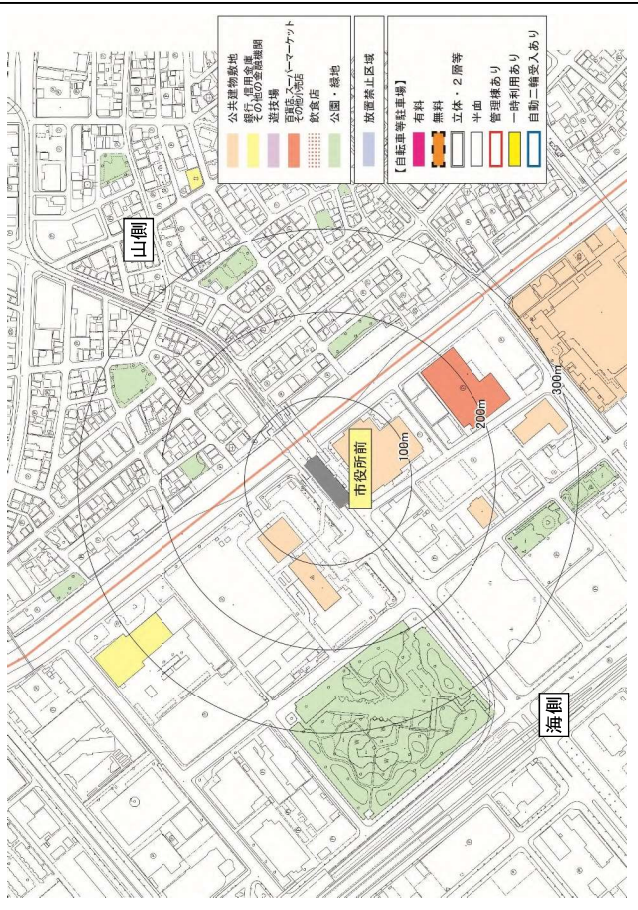 公共建物敷地
銀行、信用金庫
その他の金融機関
遊技場
百貨店、スーパーマーケット
その他小売店
飲食店
公園・緑地
放置禁止区域
【自転車等駐車場】
有料
無料
立体・2層等
平面
管理棟あり
一時利用あり
自動二輪受入あり
山側
市役所前
100m
200m
300m
海側